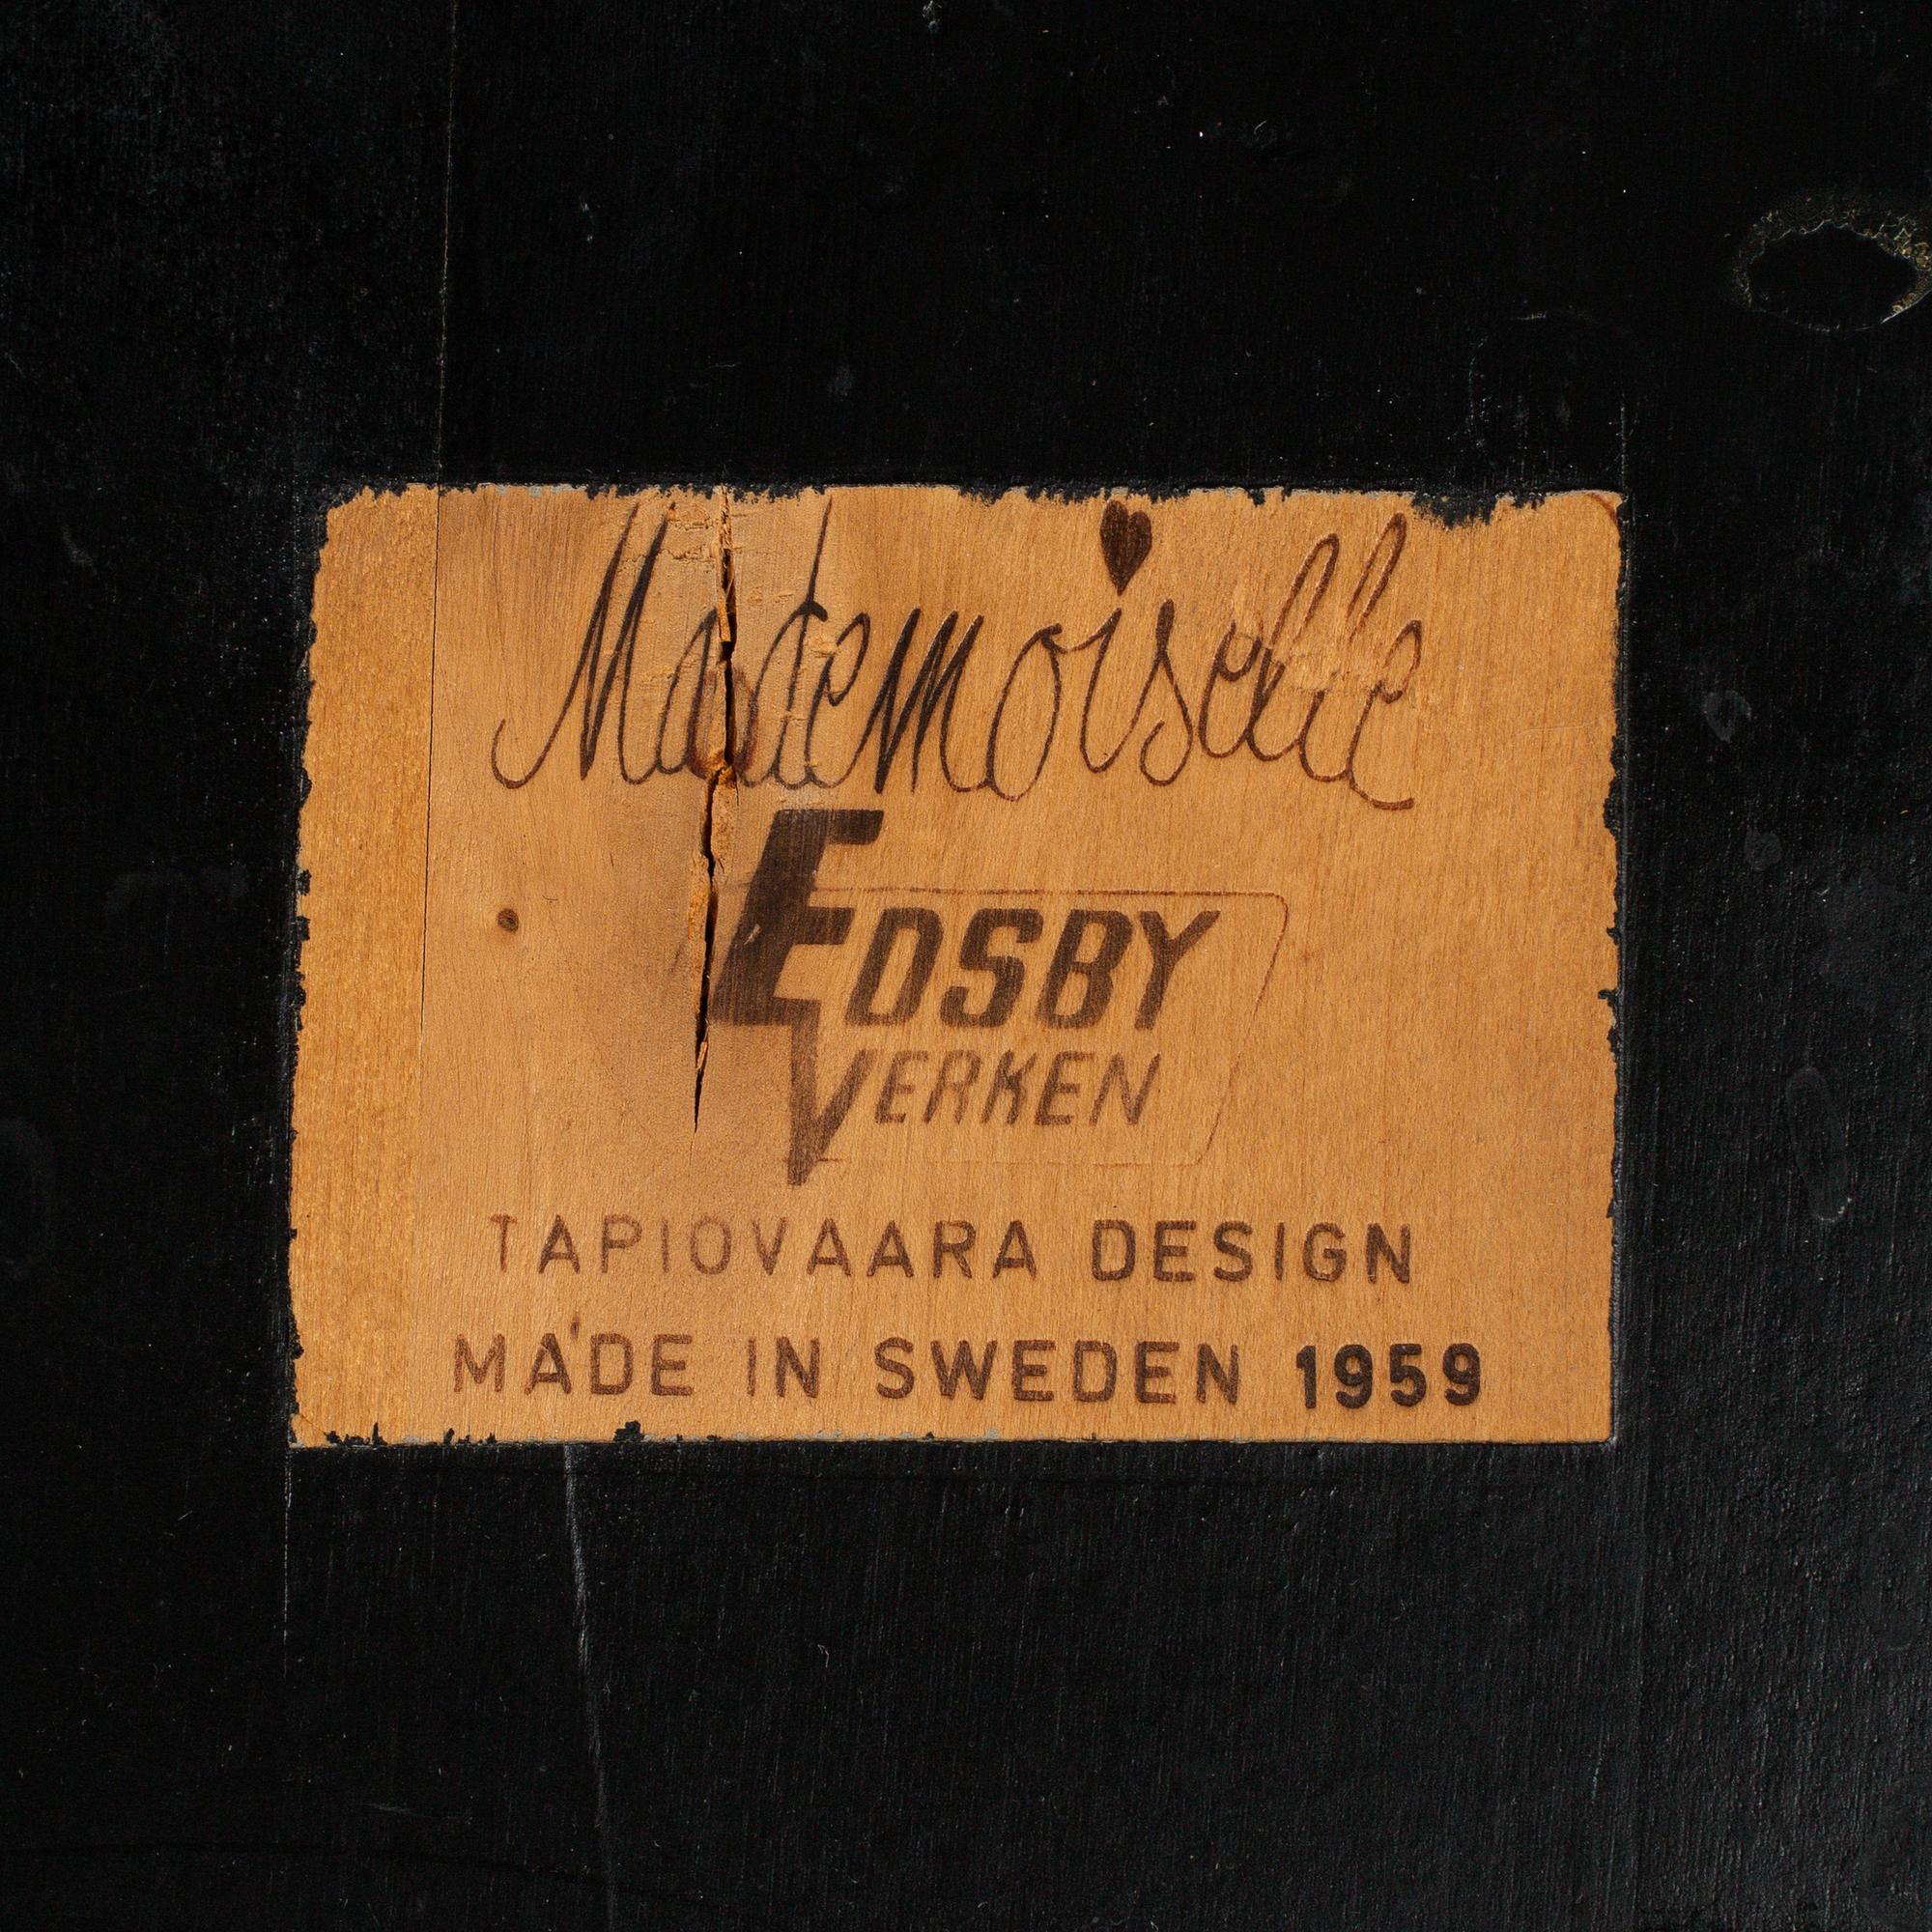 Mademoiselle
EDSBY
VERKEN
TAPIOVAARA DESIGN
MADE IN SWEDEN 1959